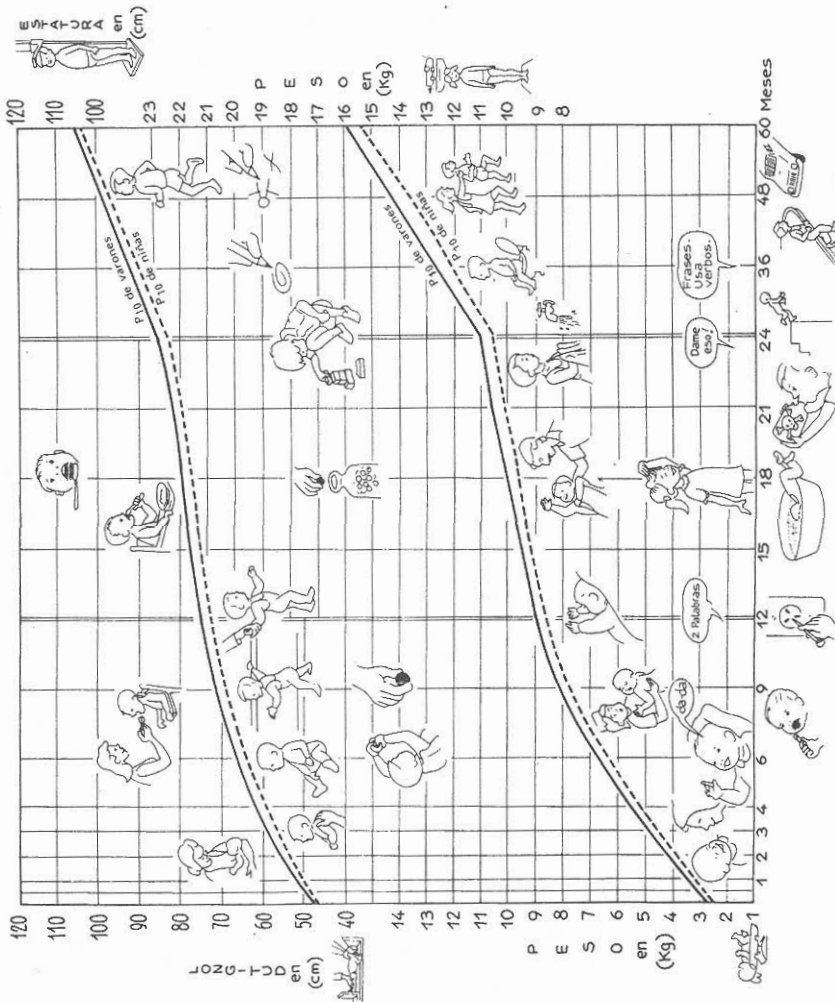 ESTATURA
en
(cm)
120
110
100
23
22
21
20
19
18
17
16
15
14
13
12
11
10
9
8
PESO
en
(Kg)
P10 de varones
P10 de niñas
P10 de varones
P10 de niñas
Frases.
Usa
verbos.
Dame
eso!
2 Palabras
da-da
120
110
100
90
80
70
60
50
40
LONGITUD
en
(cm)
14
13
12
11
10
9
8
7
6
5
4
3
2
1
PESO
en
(Kg)
1
2
3
4
6
9
12
15
18
21
24
36
48
60 Meses